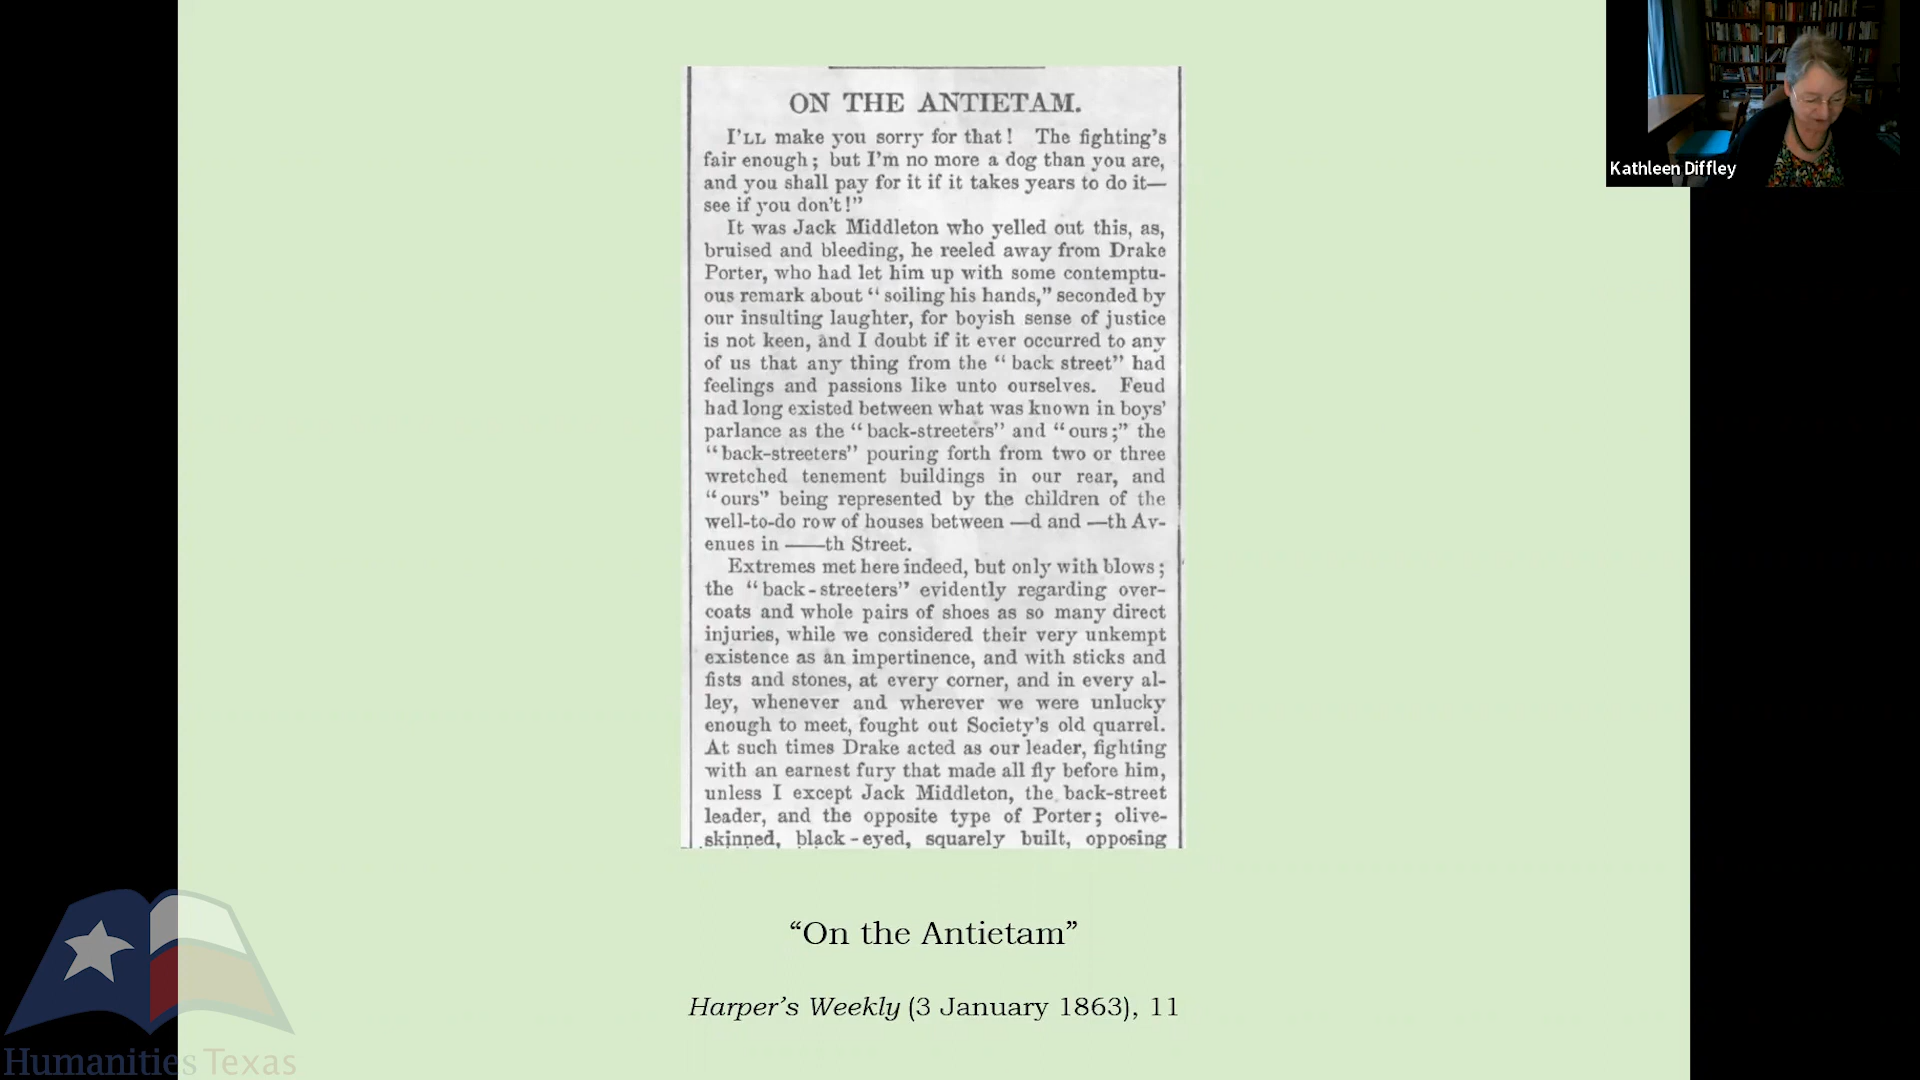 ON THE ANTIETAM.
I'LL make you sorry for that! The fighting's
fair enough; but I'm no more a dog than you are,
and you shall pay for it if it takes years to do it—
see if you don't!”
It was Jack Middleton who yelled out this, as,
bruised and bleeding, he reeled away from Drake
Porter, who had let him up with some contemptu-
ous remark about “soiling his hands,” seconded by
our insulting laughter, for boyish sense of justice
is not keen, and I doubt if it ever occurred to any
of us that any thing from the “back street” had
feelings and passions like unto ourselves. Feud
had long existed between what was known in boys'
parlance as the “back-streeters” and “ours;” the
“back-streeters” pouring forth from two or three
wretched tenement buildings in our rear, and
“ours” being represented by the children of the
well-to-do row of houses between —d and —th Av-
enues in ——th Street.
Extremes met here indeed, but only with blows;
the “back-streeters” evidently regarding over-
coats and whole pairs of shoes as so many direct
injuries, while we considered their very unkempt
existence as an impertinence, and with sticks and
fists and stones, at every corner, and in every al-
ley, whenever and wherever we were unlucky
enough to meet, fought out Society's old quarrel.
At such times Drake acted as our leader, fighting
with an earnest fury that made all fly before him,
unless I except Jack Middleton, the back-street
leader, and the opposite type of Porter; olive-
skinned, black-eyed, squarely built, opposing
“On the Antietam”
Harper's Weekly (3 January 1863), 11
Kathleen Diffley
Humanities Texas